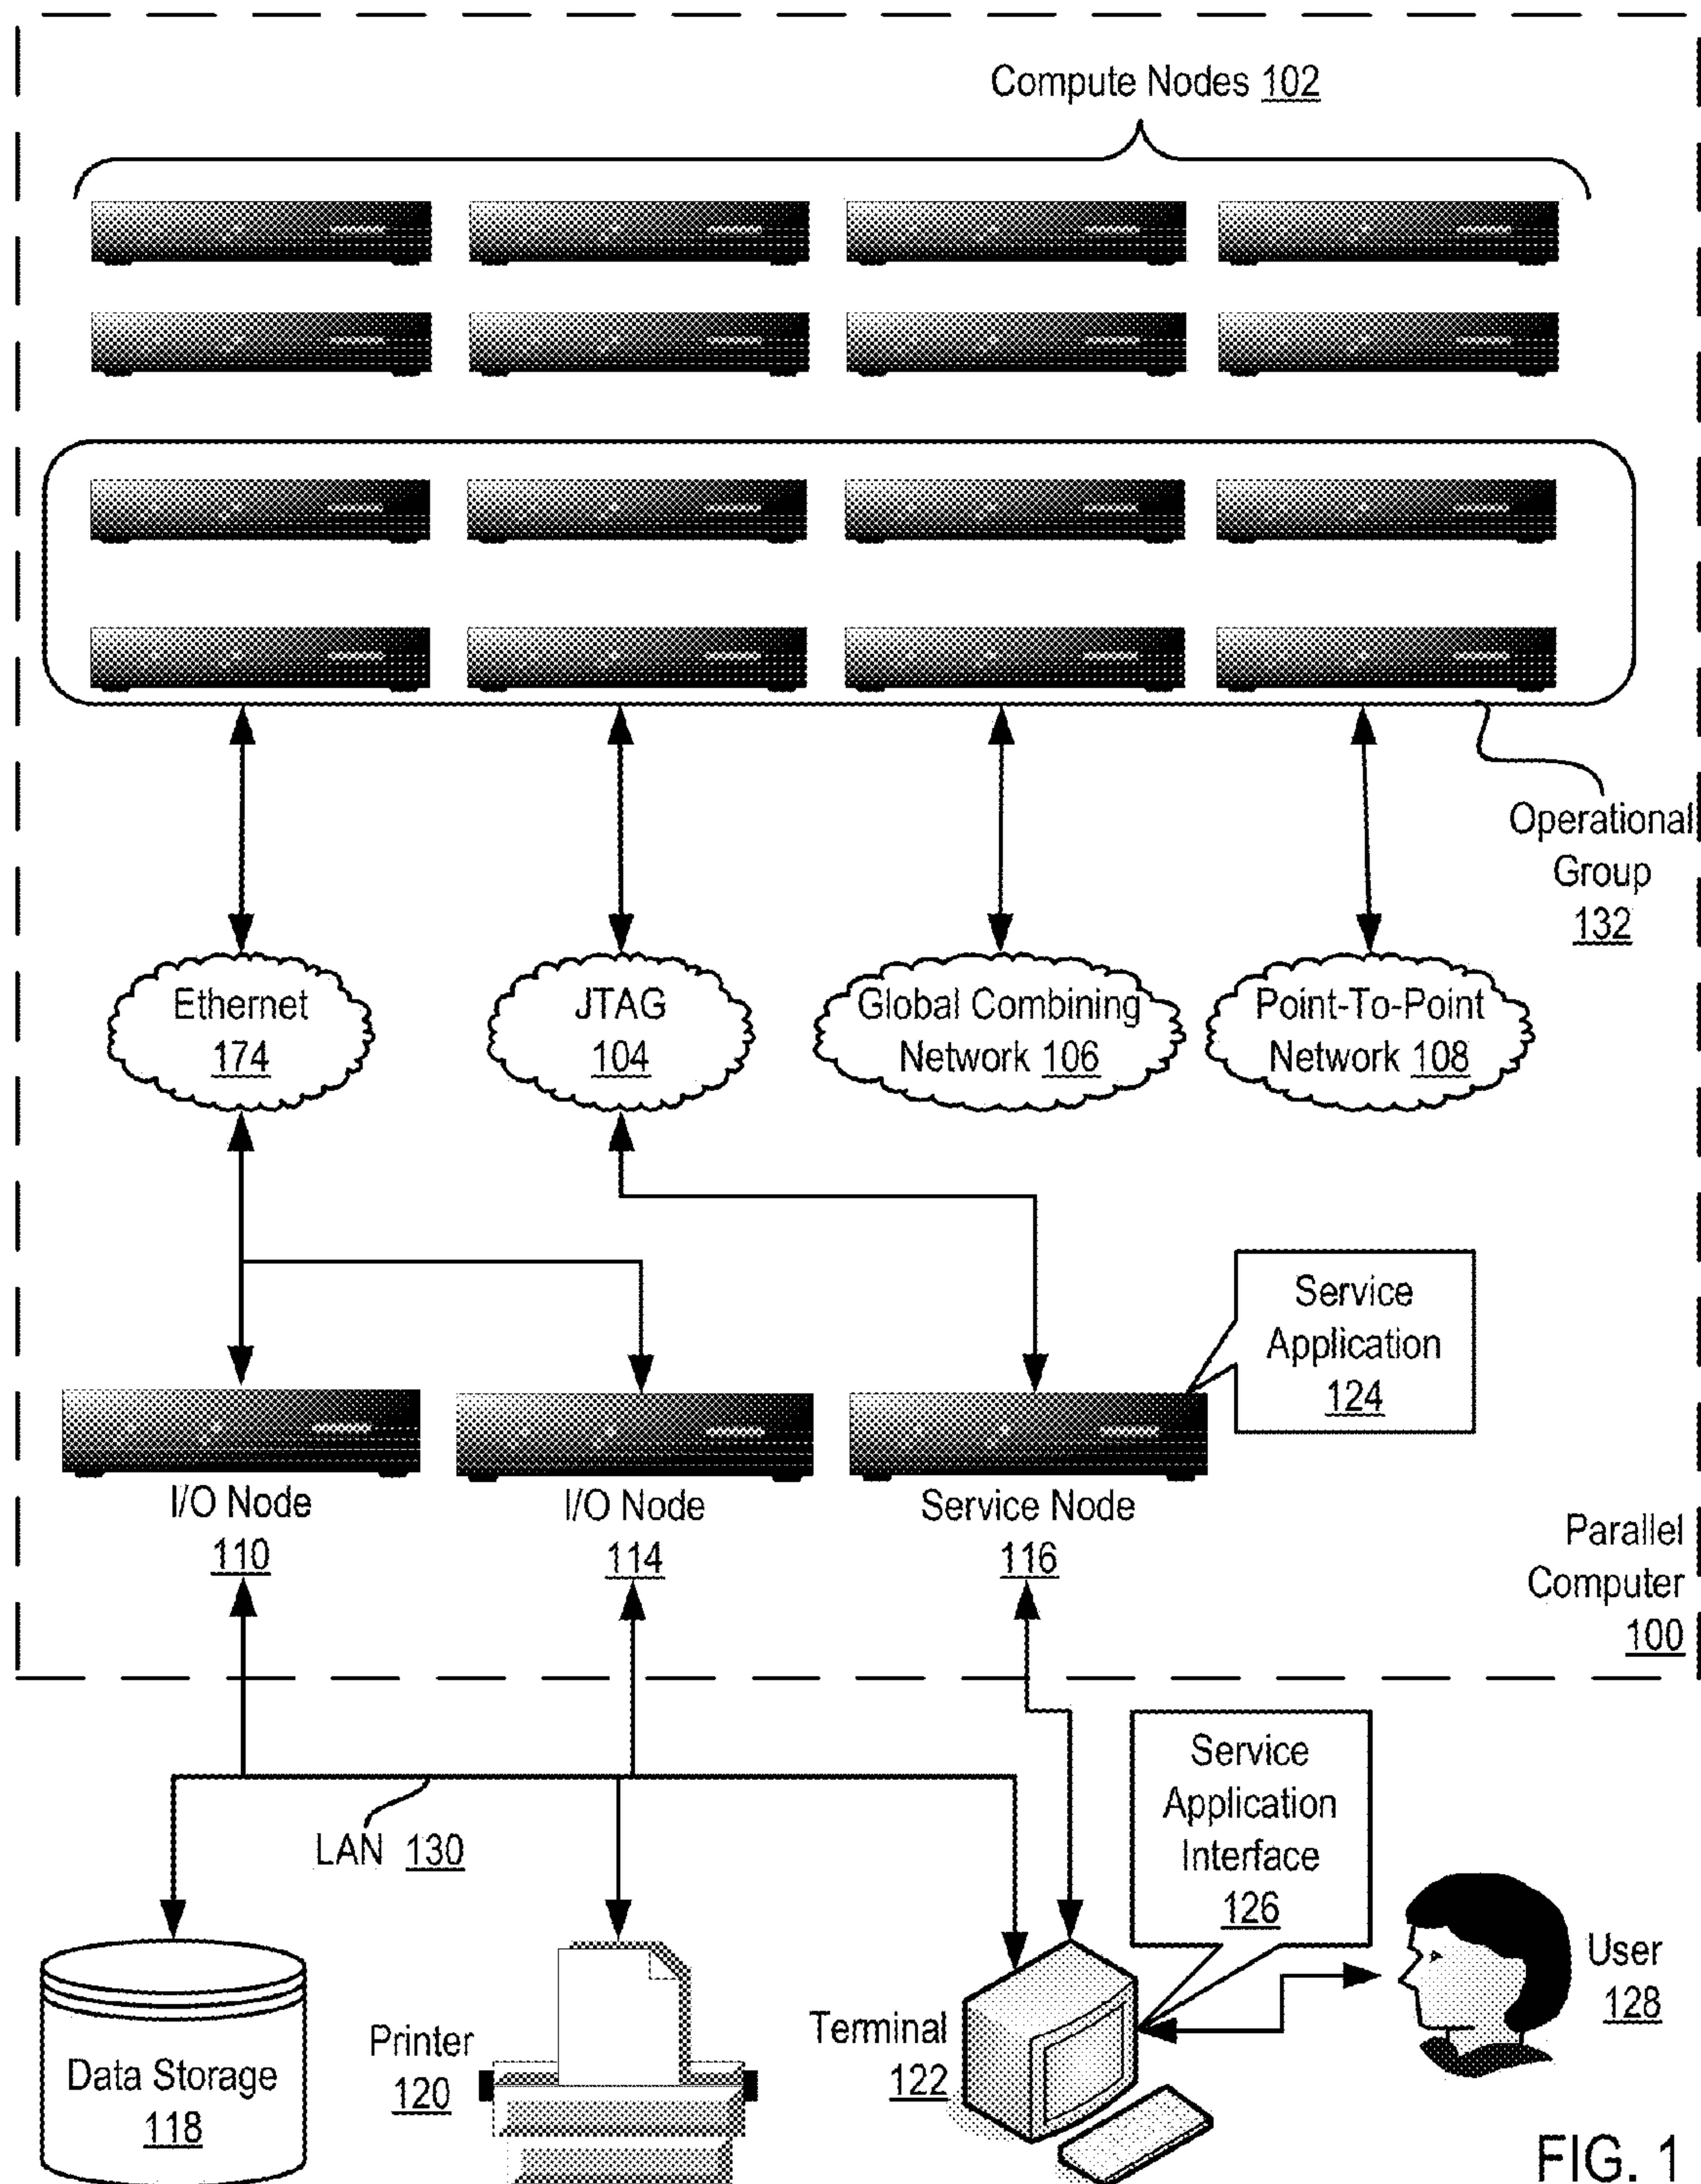 Compute Nodes 102
Operational
Group
132
Ethernet
174
JTAG
104
Global Combining
Network 106
Point-To-Point
Network 108
Service
Application
124
I/O Node
110
I/O Node
114
Service Node
116
Parallel
Computer
100
Service
Application
Interface
126
LAN 130
User
128
Data Storage
118
Printer
120
Terminal
122
FIG. 1